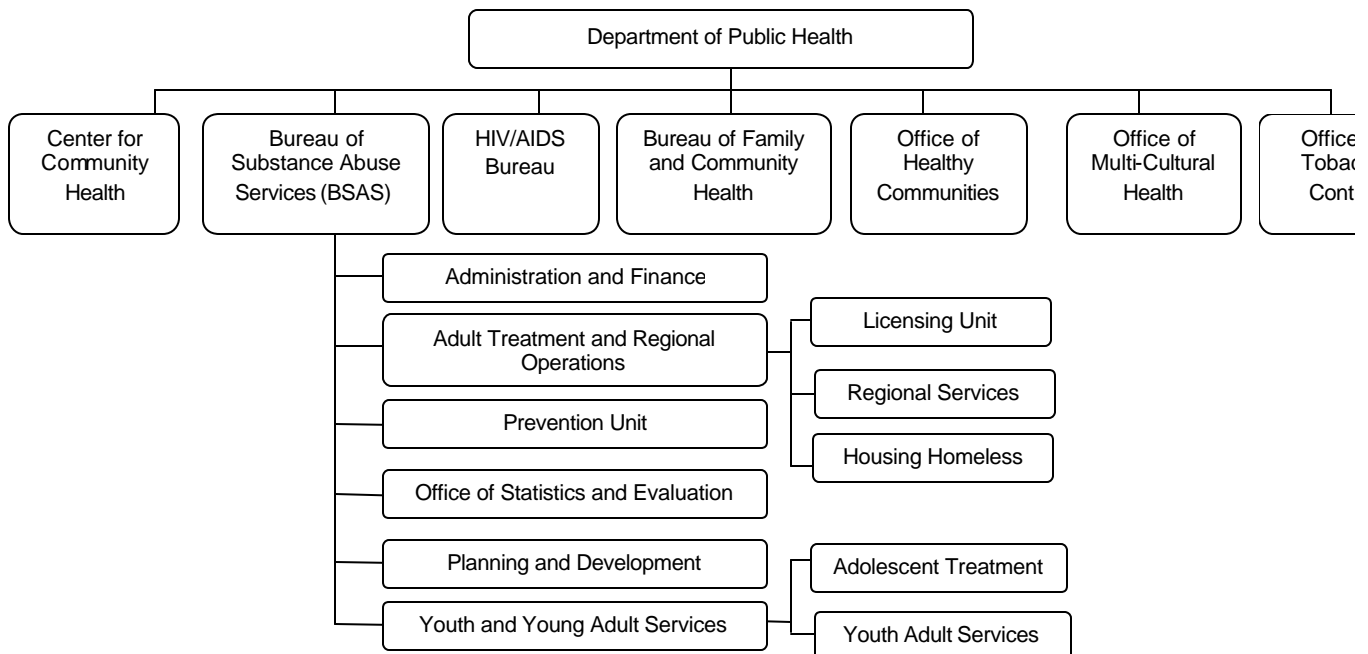 Department of Public Health
Center for
Community
Health
Bureau of
Substance Abuse
Services (BSAS)
HIV/AIDS
Bureau
Bureau of Family
and Community
Health
Office of
Healthy
Communities
Office of
Multi-Cultural
Health
Office
Administration and Finance
Adult Treatment and Regional
Operations
Licensing Unit
Regional Services
Housing Homeless
Prevention Unit
Office of Statistics and Evaluation
Planning and Development
Youth and Young Adult Services
Adolescent Treatment
Youth Adult Services